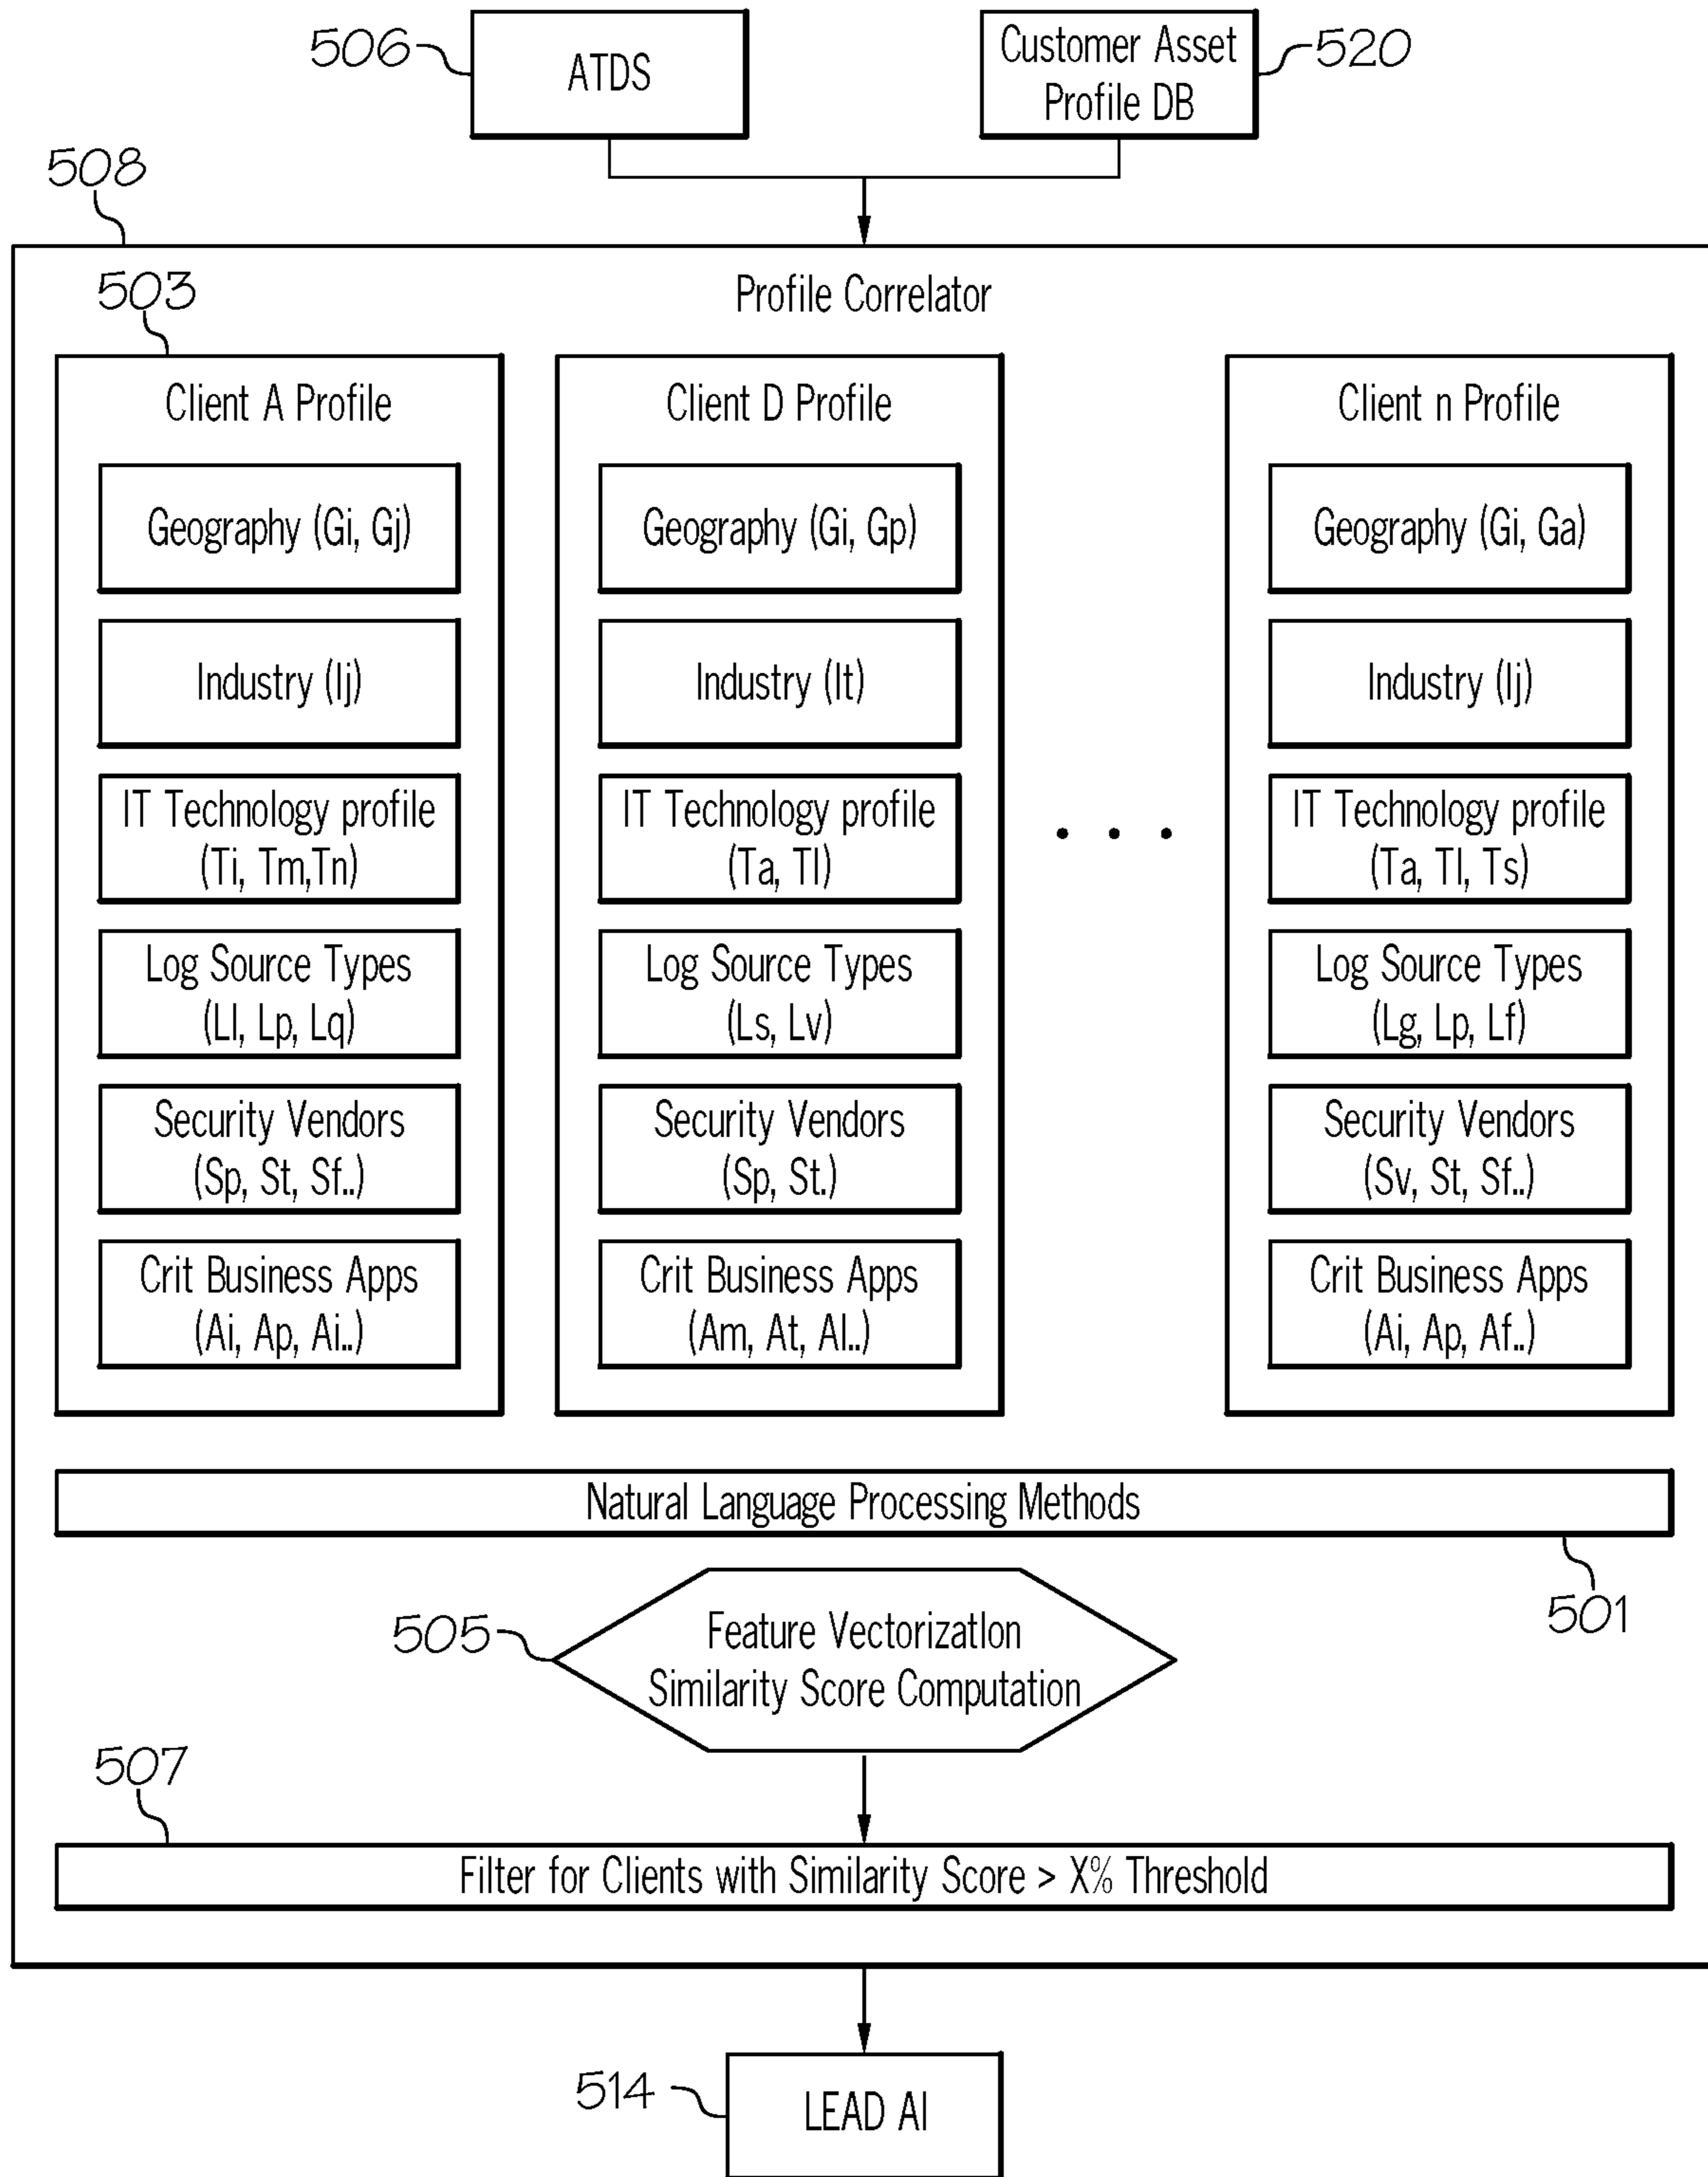 506
ATDS
Customer Asset
Profile DB
520
508
Profile Correlator
503
Client A Profile
Geography (Gi, Gj)
Industry (Ij)
IT Technology profile
(Ti, Tm,Tn)
Log Source Types
(Ll, Lp, Lq)
Security Vendors
(Sp, St, Sf..)
Crit Business Apps
(Ai, Ap, Ai..)
Client D Profile
Geography (Gi, Gp)
Industry (It)
IT Technology profile
(Ta, Tl)
Log Source Types
(Ls, Lv)
Security Vendors
(Sp, St.)
Crit Business Apps
(Am, At, Al..)
. . .
Client n Profile
Geography (Gi, Ga)
Industry (Ij)
IT Technology profile
(Ta, Tl, Ts)
Log Source Types
(Lg, Lp, Lf)
Security Vendors
(Sv, St, Sf..)
Crit Business Apps
(Ai, Ap, Af..)
Natural Language Processing Methods
501
505
Feature VectorizatIon
Similarity Score Computation
507
Filter for Clients with Similarity Score > X% Threshold
514
LEAD AI